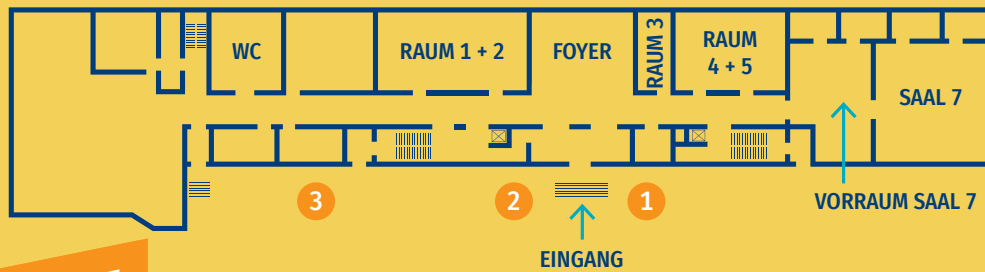 WC
RAUM 1 + 2
FOYER
RAUM 3
RAUM
4 + 5
SAAL 7
3
2
1
VORRAUM SAAL 7
EINGANG